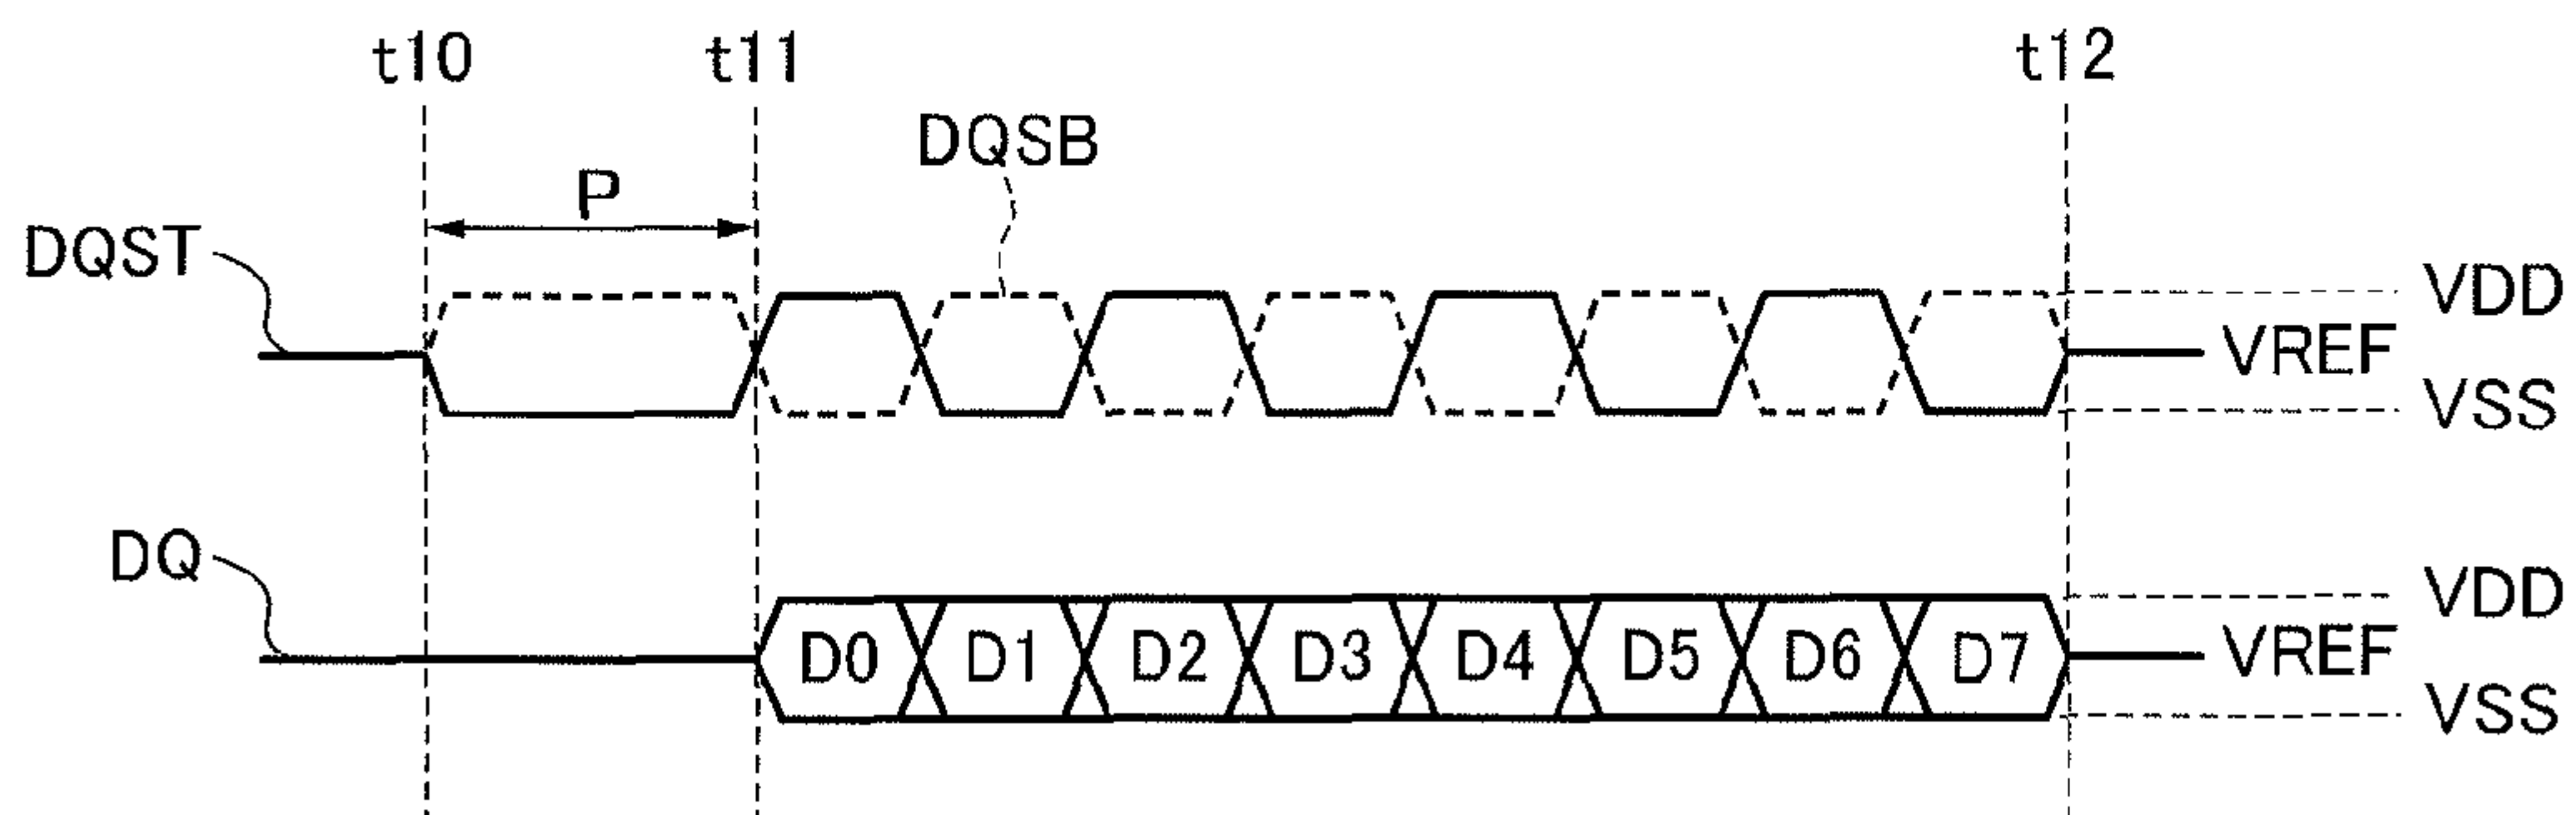 t10 t11 t12
DQSB
P
DQST
VDD
VREF
VSS
DQ
VDD
D0 D1 D2 D3 D4 D5 D6 D7 VREF
VSS